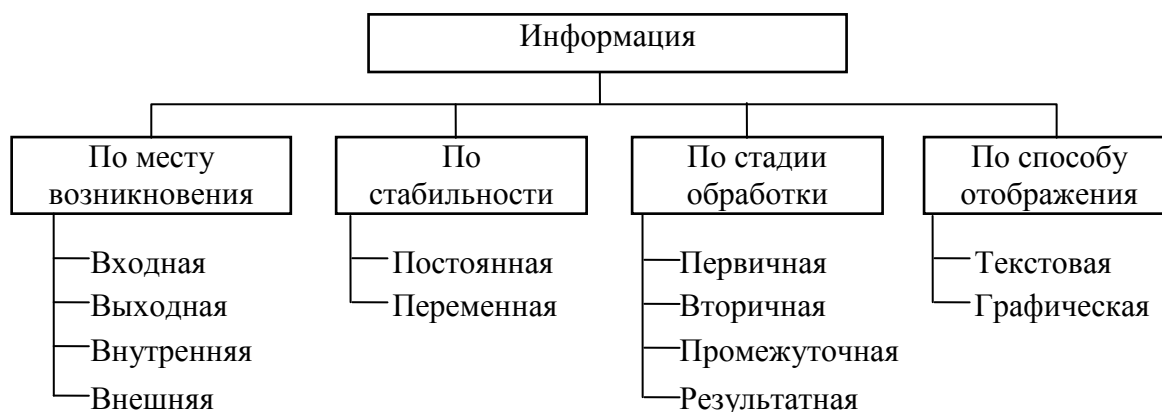 Информация
По месту
возникновения
По
стабильности
По стадии
обработки
По способу
отображения
Входная
Выходная
Внутренняя
Внешняя
Постоянная
Переменная
Первичная
Вторичная
Промежуточная
Результатная
Текстовая
Графическая